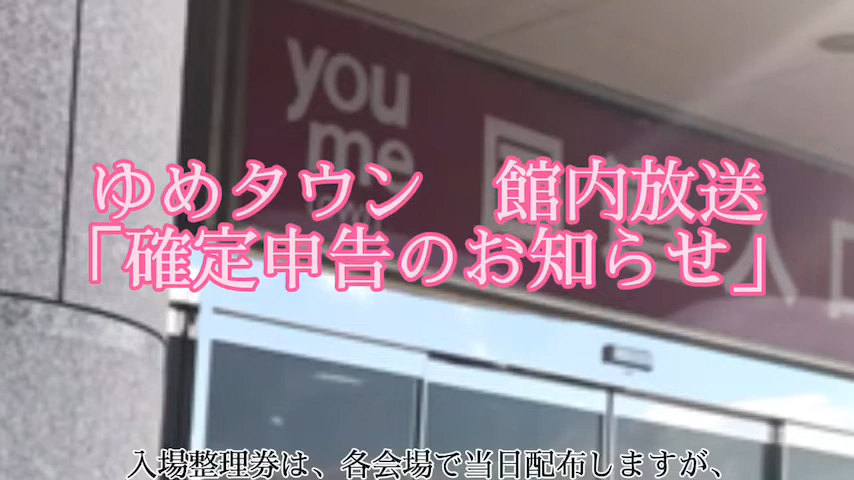 you
me
ゆめタウン　館内放送
「確定申告のお知らせ」
入場整理券は、各会場で当日配布しますが、